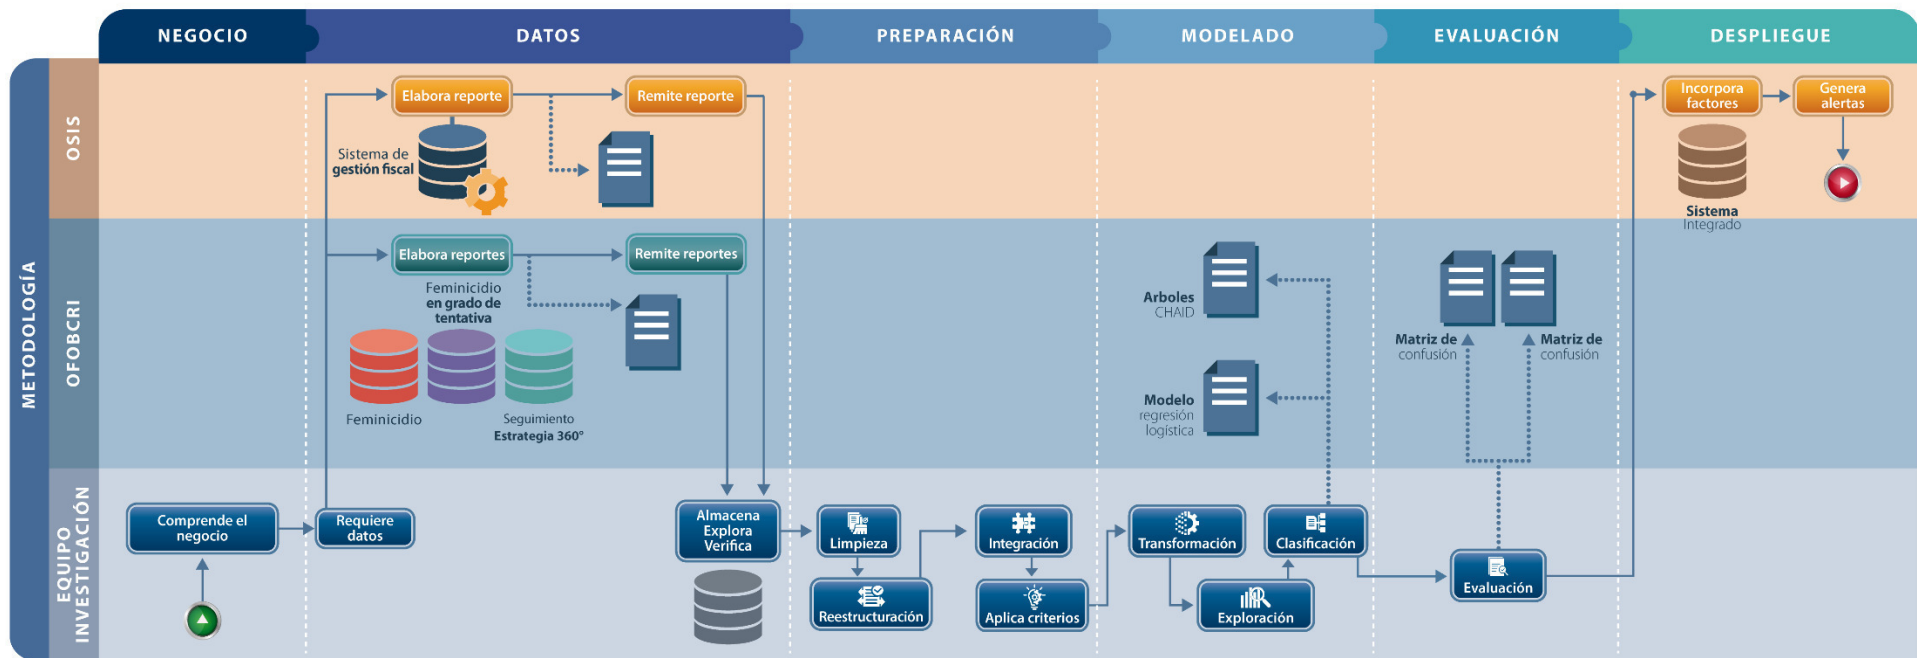 NEGOCIO
DATOS
PREPARACIÓN
MODELADO
EVALUACIÓN
DESPLIEGUE
METODOLOGÍA
OSIS
Elabora reporte
Remite reporte
Sistema de
gestión fiscal
Incorpora
factores
Genera
alertas
Sistema
Integrado
OFOBCRI
Elabora reportes
Remite reportes
Feminicidio
en grado de
tentativa
Feminicidio
Seguimiento
Estrategia 360°
Arboles
CHAID
Modelo
regresión
logística
Matriz de
confusión
Matriz de
confusión
EQUIPO
INVESTIGACIÓN
Comprende el
negocio
Requiere
datos
Almacena
Explora
Verifica
Limpieza
Reestructuración
Integración
Aplica criterios
Transformación
Exploración
Clasificación
Evaluación